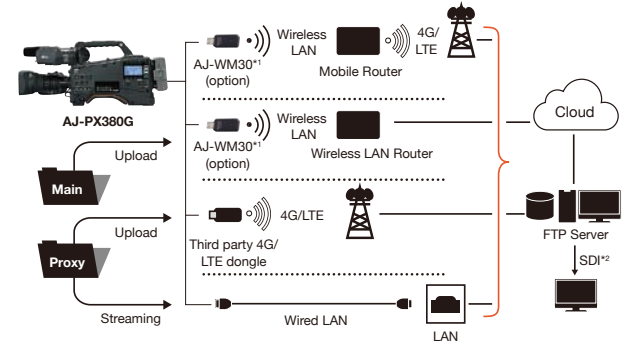 Wireless
LAN
4G/
LTE
AJ-WM30*1
(option)
Mobile Router
AJ-PX380G
Wireless
LAN
Cloud
AJ-WM30*1
(option)
Wireless LAN Router
Upload
Main
4G/LTE
Upload
Third party 4G/
LTE dongle
FTP Server
Proxy
SDI*2
Streaming
Wired LAN
LAN